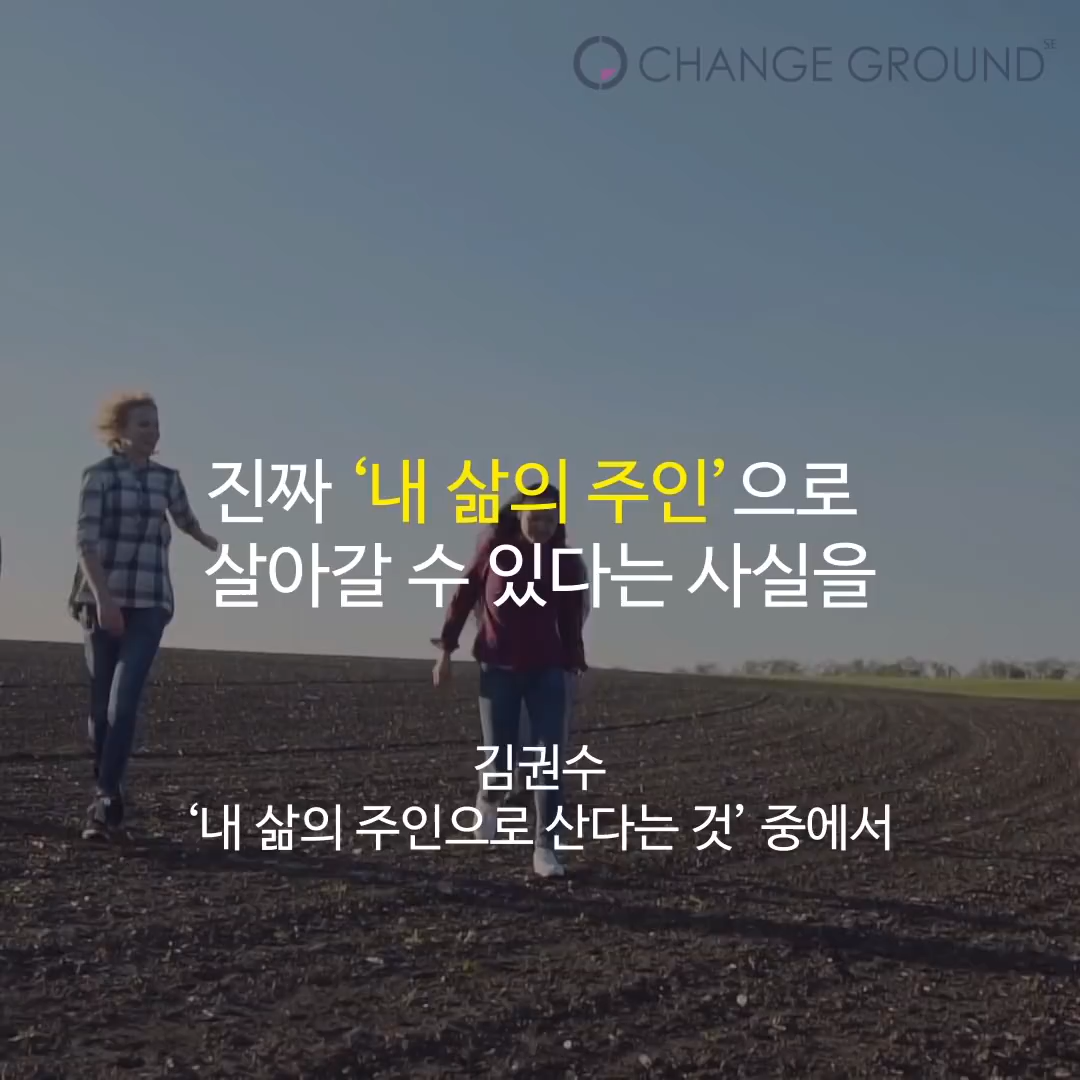 CHANGE GROUND SE
진짜 ‘내 삶의 주인’으로
살아갈 수 있다는 사실을
김권수
‘내 삶의 주인으로 산다는 것’ 중에서